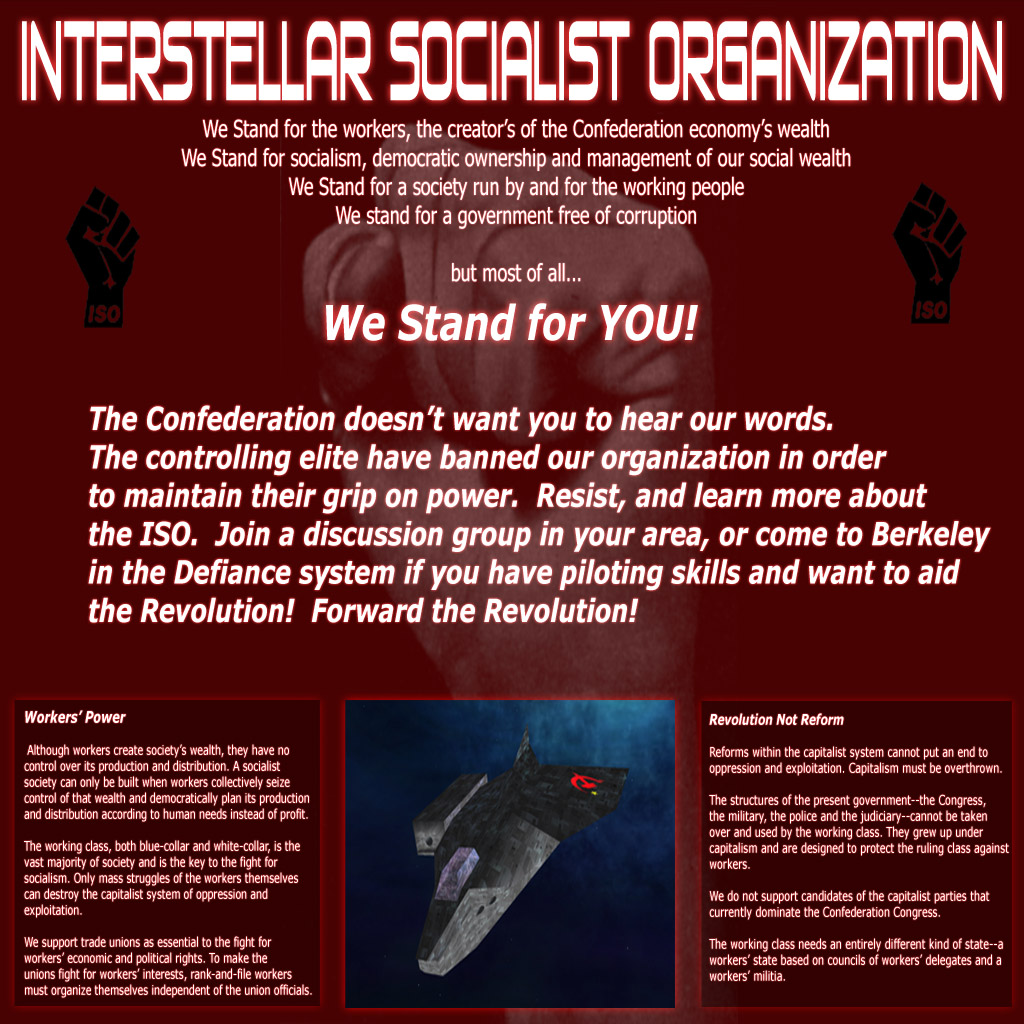 INTERSTELLAR SOCIALIST ORGANIZATION
We Stand for the workers, the creator's of the Confederation economy's wealth
We Stand for socialism, democratic ownership and management of our social wealth
We Stand for a society run by and for the working people
We stand for a government free of corruption
but most of all...
We Stand for YOU!
ISO
ISO
The Confederation doesn't want you to hear our words.
The controlling elite have banned our organization in order
to maintain their grip on power.  Resist, and learn more about
the ISO.  Join a discussion group in your area, or come to Berkeley
in the Defiance system if you have piloting skills and want to aid
the Revolution!  Forward the Revolution!
Workers' Power
Although workers create society's wealth, they have no
control over its production and distribution. A socialist
society can only be built when workers collectively seize
control of that wealth and democratically plan its production
and distribution according to human needs instead of profit.
The working class, both blue-collar and white-collar, is the
vast majority of society and is the key to the fight for
socialism. Only mass struggles of the workers themselves
can destroy the capitalist system of oppression and
exploitation.
We support trade unions as essential to the fight for
workers' economic and political rights. To make the
unions fight for workers' interests, rank-and-file workers
must organize themselves independent of the union officials.
Revolution Not Reform
Reforms within the capitalist system cannot put an end to
oppression and exploitation. Capitalism must be overthrown.
The structures of the present government--the Congress,
the military, the police and the judiciary--cannot be taken
over and used by the working class. They grew up under
capitalism and are designed to protect the ruling class against
workers.
We do not support candidates of the capitalist parties that
currently dominate the Confederation Congress.
The working class needs an entirely different kind of state--a
workers' state based on councils of workers' delegates and a
workers' militia.